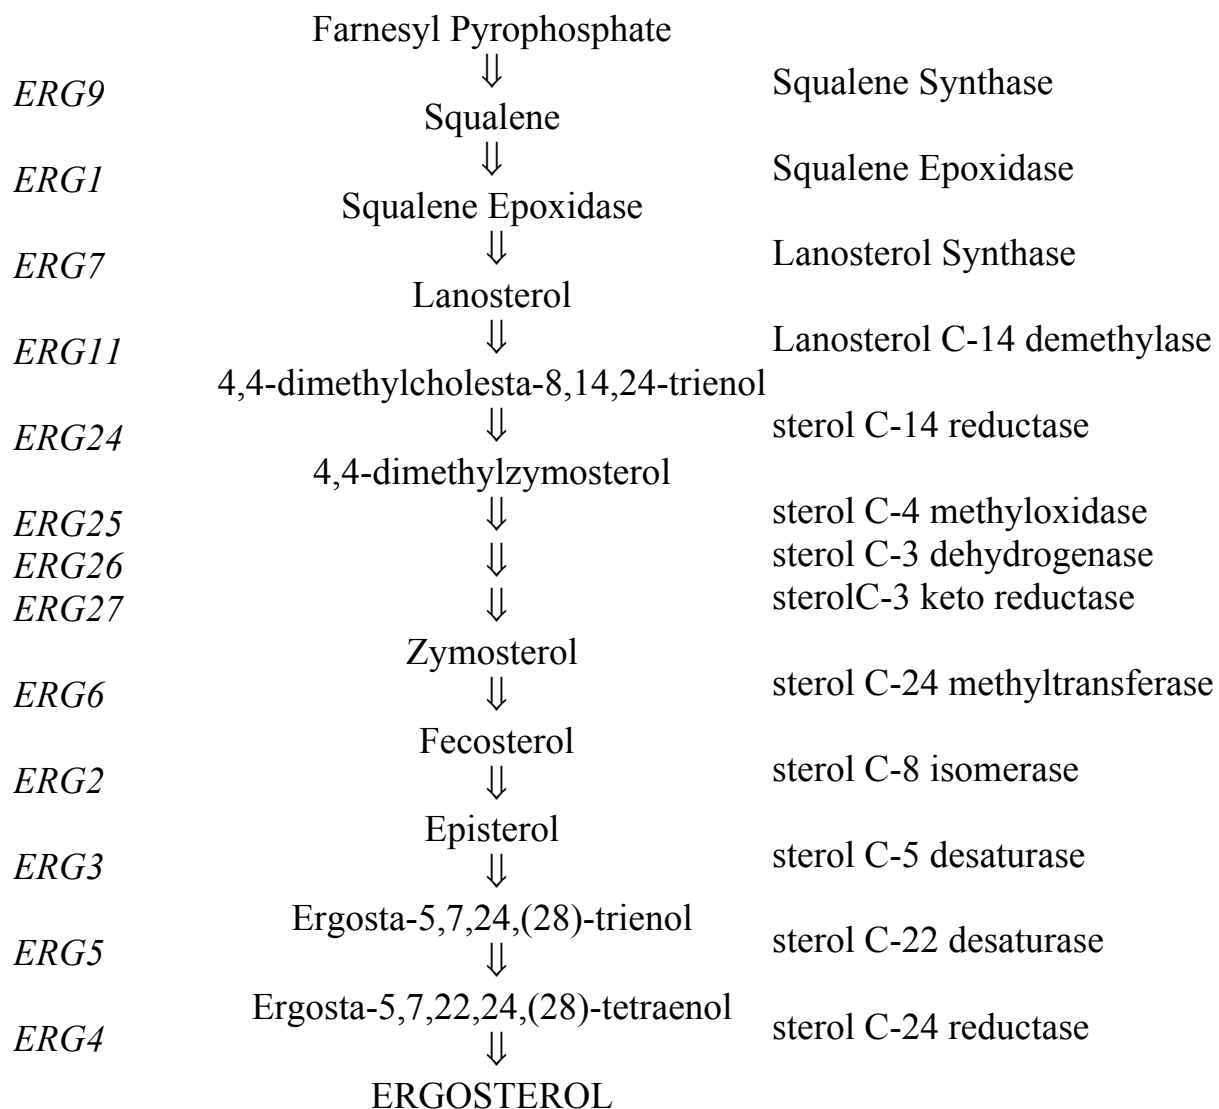 Farnesyl Pyrophosphate
⇓
ERG9 Squalene Synthase
Squalene
⇓
ERG1 Squalene Epoxidase
Squalene Epoxidase
⇓
ERG7 Lanosterol Synthase
Lanosterol
⇓
ERG11 Lanosterol C-14 demethylase
4,4-dimethylcholesta-8,14,24-trienol
⇓
ERG24 sterol C-14 reductase
4,4-dimethylzymosterol
ERG25 ⇓ sterol C-4 methyloxidase
ERG26 ⇓ sterol C-3 dehydrogenase
ERG27 ⇓ sterolC-3 keto reductase
Zymosterol
⇓
ERG6 sterol C-24 methyltransferase
Fecosterol
⇓
ERG2 sterol C-8 isomerase
Episterol
⇓
ERG3 sterol C-5 desaturase
Ergosta-5,7,24,(28)-trienol
⇓
ERG5 sterol C-22 desaturase
Ergosta-5,7,22,24,(28)-tetraenol
⇓
ERG4 sterol C-24 reductase
ERGOSTEROL